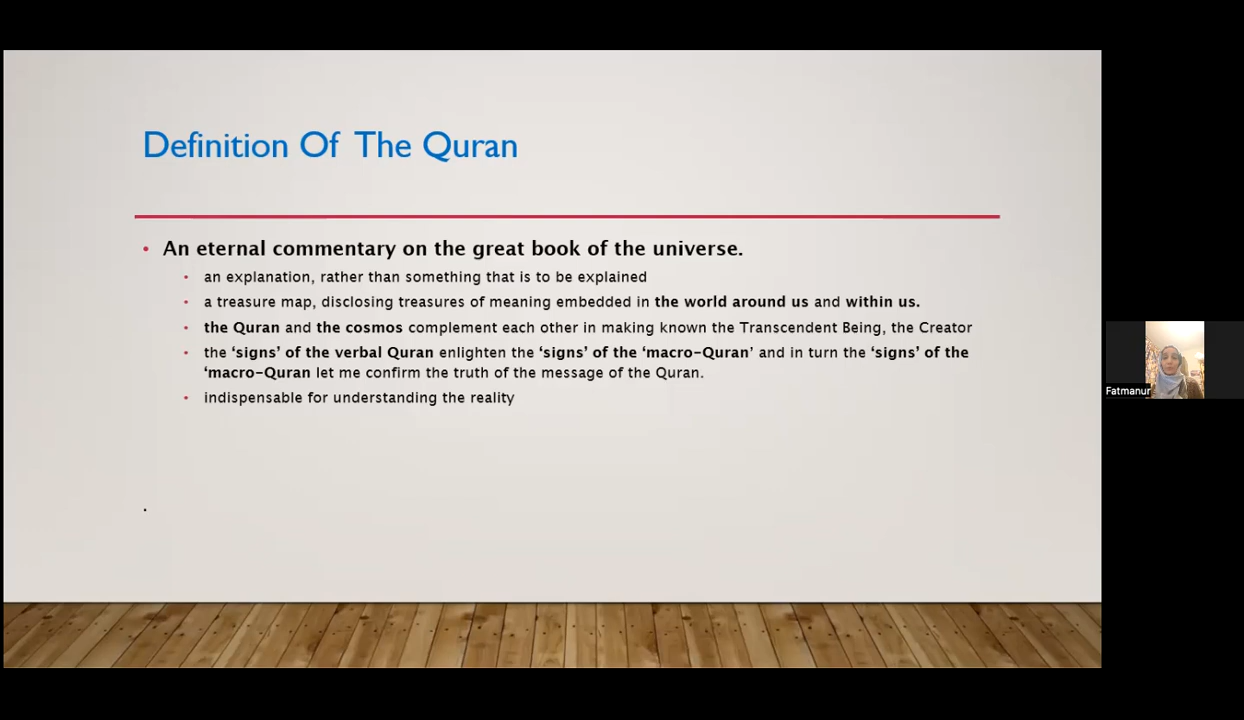 Definition Of The Quran
• An eternal commentary on the great book of the universe.
• an explanation, rather than something that is to be explained
• a treasure map, disclosing treasures of meaning embedded in the world around us and within us.
• the Quran and the cosmos complement each other in making known the Transcendent Being, the Creator
• the ‘signs’ of the verbal Quran enlighten the ‘signs’ of the ‘macro-Quran’ and in turn the ‘signs’ of the
‘macro-Quran let me confirm the truth of the message of the Quran.
• indispensable for understanding the reality
.
Fatmanur